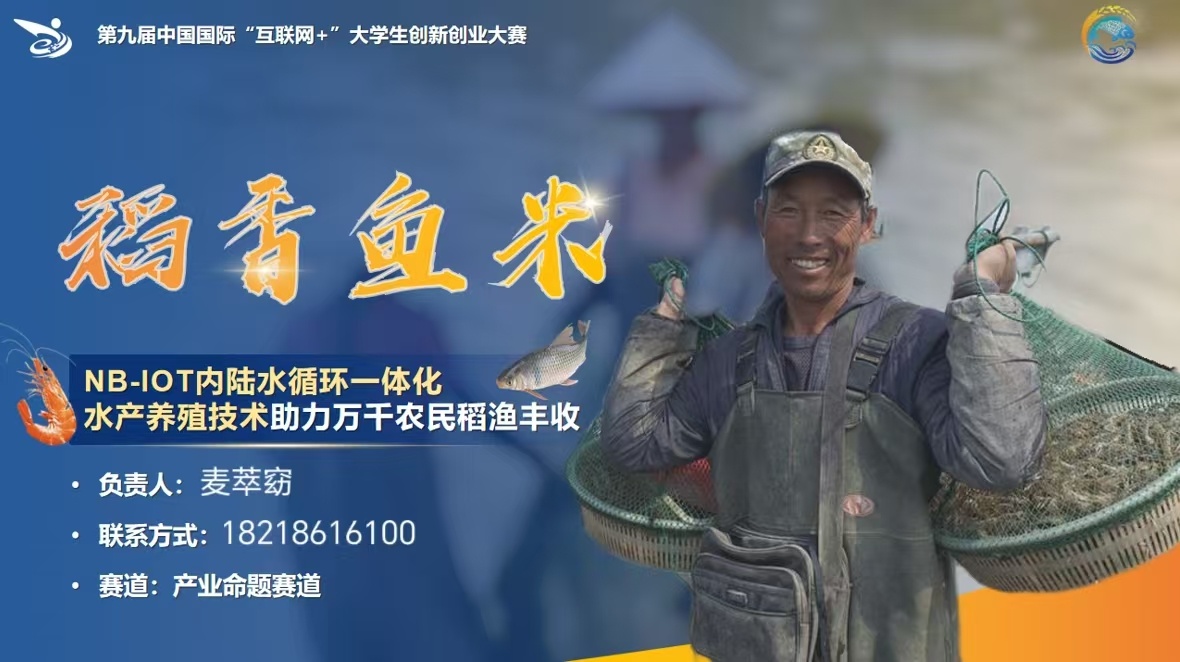 第九届中国国际“互联网+”大学生创新创业大赛
稻香鱼米
NB-IOT内陆水循环一体化
水产养殖技术助力万千农民稻渔丰收
• 负责人：麦萃窈
• 联系方式：18218616100
• 赛道：产业命题赛道